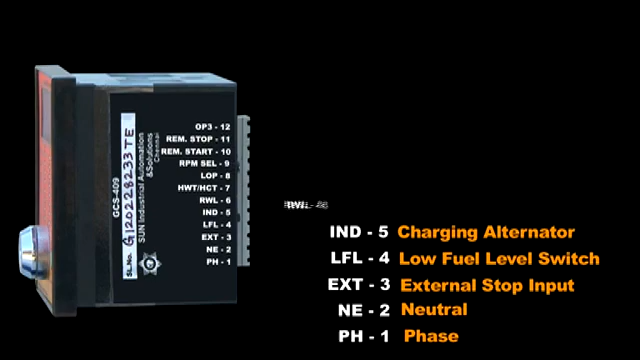 OP3 - 12
REM. STOP - 11
REM. START - 10
RPM SEL - 9
LOP - 8
HWT/HCT - 7
RWL - 6
IND - 5
LFL - 4
EXT - 3
NE - 2
PH - 1
GCS-409
SL.No. G120228233TE
SUN Industrial Automation
&Solutions
Chennai
IND - 5 Charging Alternator
LFL - 4 Low Fuel Level Switch
EXT - 3 External Stop Input
NE - 2 Neutral
PH - 1 Phase